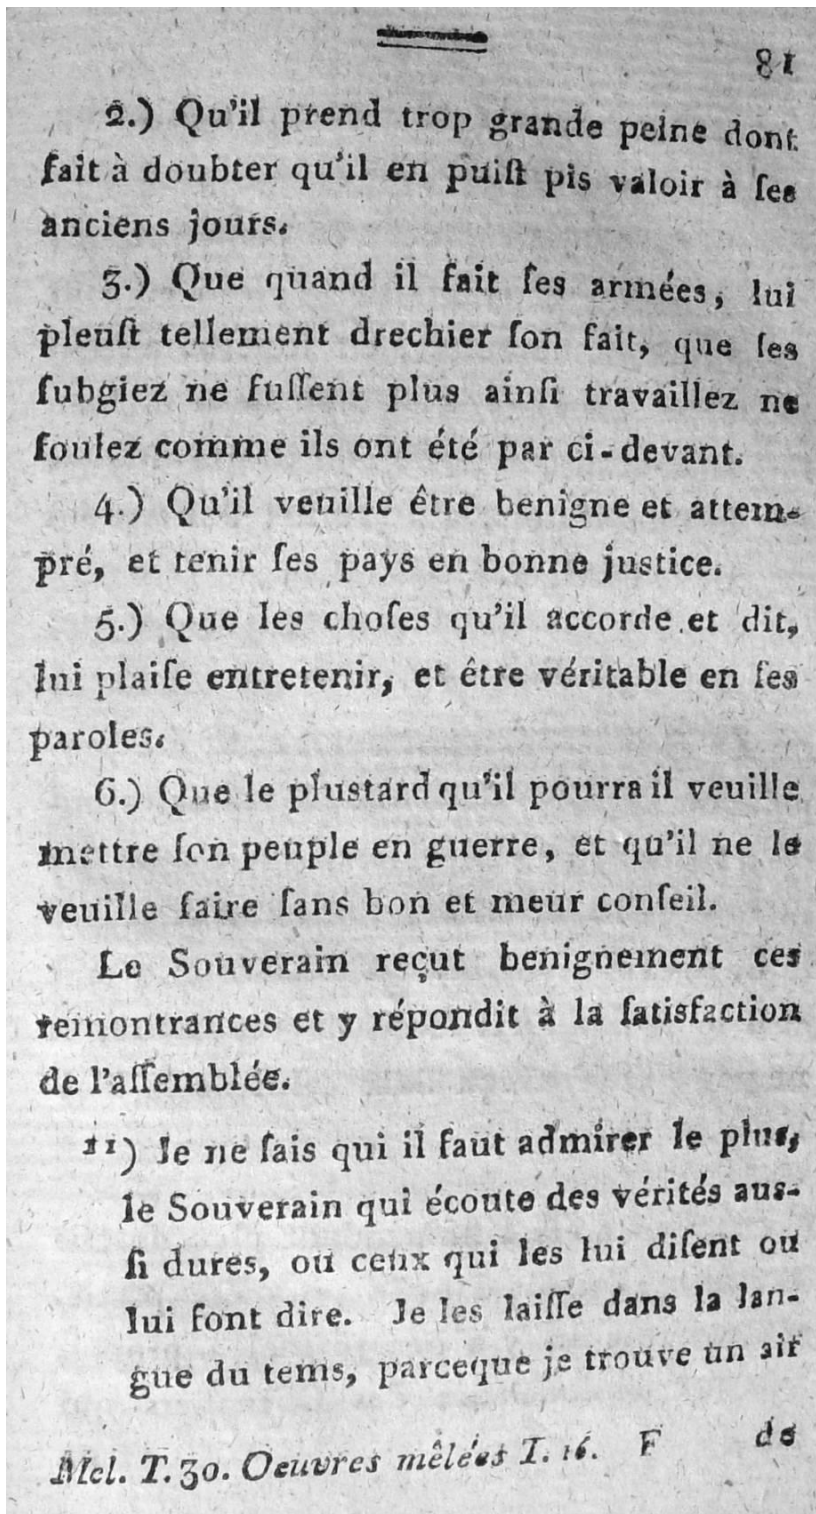 81
2.) Qu'il prend trop grande peine dont
fait à doubter qu'il en puiſt pis valoir à ſes
anciens jours.
3.) Que quand il fait ſes armées, lui
pleuſt tellement drechier ſon fait, que ſes
ſubgiez ne fuſſent plus ainſi travaillez ne
foulez comme ils ont été par ci-devant.
4.) Qu'il veuille être benigne et attem-
pré, et tenir ſes pays en bonne juſtice.
5.) Que les choſes qu'il accorde et dit,
lui plaiſe entretenir, et être véritable en ſes
paroles.
6.) Que le plustard qu'il pourra il veuille
mettre ſon peuple en guerre, et qu'il ne le
veuille faire ſans bon et meur conſeil.
Le Souverain reçut benignement ces
remontrances et y répondit à la ſatisfaction
de l'aſſemblée.
11) Je ne ſais qui il faut admirer le plus,
le Souverain qui écoute des vérités auſ-
ſi dures, ou ceux qui les lui diſent ou
lui font dire. Je les laiſſe dans la lan-
gue du tems, parceque je trouve un air
Mel. T. 30. Oeuvres mêlées T. 16. F de